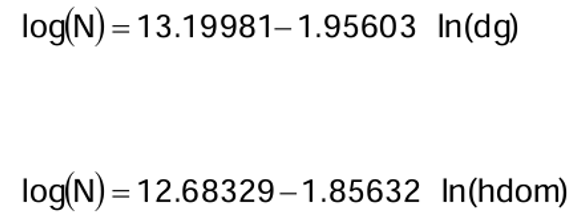 log(N) = 13.19981 – 1.95603 ln(dg)
log(N) = 12.68329 – 1.85632 ln(hdom)